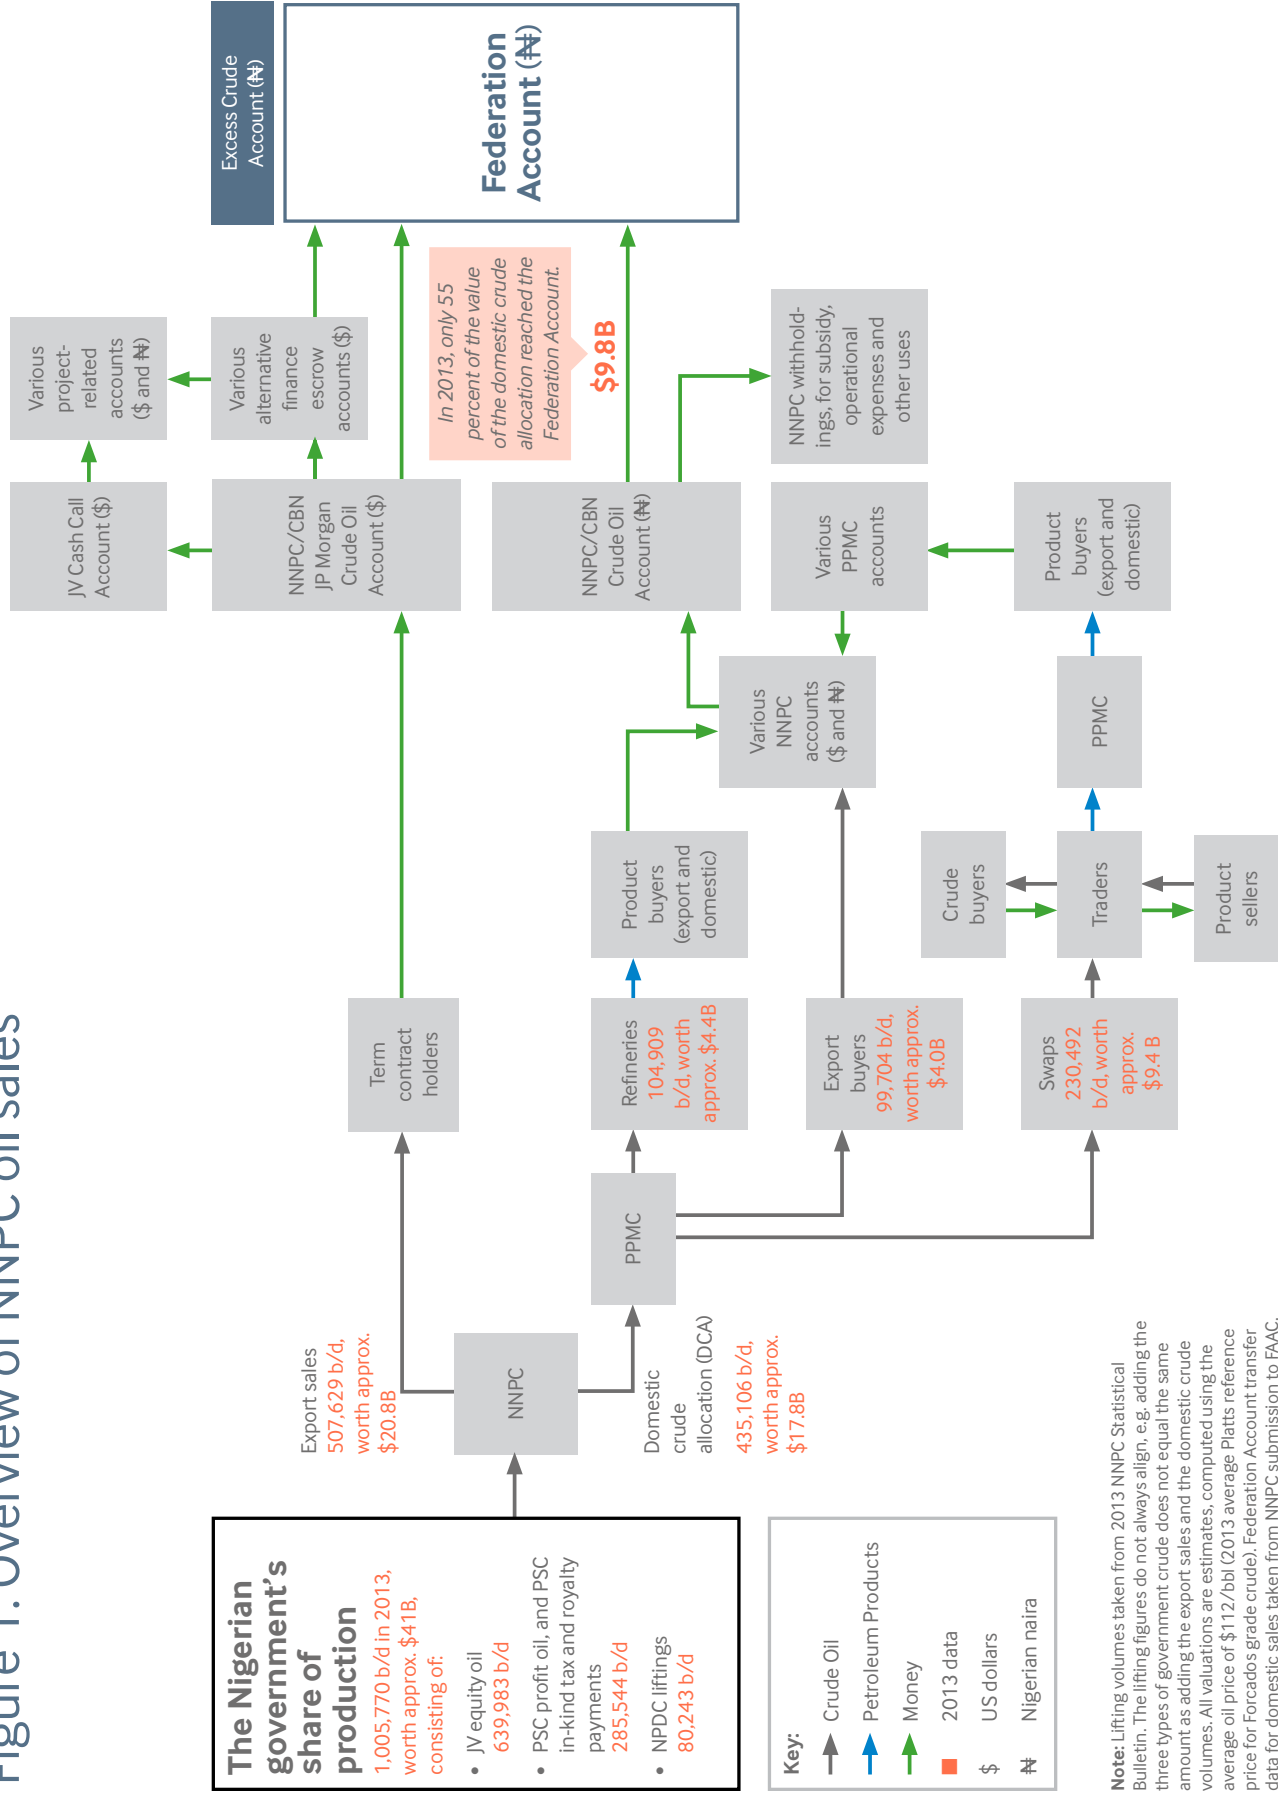 Figure 1. Overview of NNPC oil sales
The Nigerian
government's
share of
production
1,005,770 b/d in 2013,
worth approx. $41B,
consisting of:
• JV equity oil
639,983 b/d
• PSC profit oil, and PSC
in-kind tax and royalty
payments
285,544 b/d
• NPDC liftings
80,243 b/d
NNPC
Export sales
507,629 b/d,
worth approx.
$20.8B
Domestic
crude
allocation (DCA)
435,106 b/d,
worth approx.
$17.8B
PPMC
Term
contract
holders
Refineries
104,909
b/d, worth
approx. $4.4B
Export
buyers
99,704 b/d,
worth approx.
$4.0B
Swaps
230,492
b/d, worth
approx.
$9.4 B
Product
buyers
(export and
domestic)
Crude
buyers
Traders
Product
sellers
Various
NNPC
accounts
($ and ₦)
PPMC
JV Cash Call
Account ($)
NNPC/CBN
JP Morgan
Crude Oil
Account ($)
NNPC/CBN
Crude Oil
Account (₦)
Various
PPMC
accounts
Product
buyers
(export and
domestic)
Various
project-
related
accounts
($ and ₦)
Various
alternative
finance
escrow
accounts ($)
In 2013, only 55
percent of the value
of the domestic crude
allocation reached the
Federation Account.
$9.8B
NNPC withhold-
ings, for subsidy,
operational
expenses and
other uses
Excess Crude
Account (₦)
Federation
Account (₦)
Key:
Crude Oil
Petroleum Products
Money
2013 data
$ US dollars
₦ Nigerian naira
Note: Lifting volumes taken from 2013 NNPC Statistical
Bulletin. The lifting figures do not always align, e.g. adding the
three types of government crude does not equal the same
amount as adding the export sales and the domestic crude
volumes. All valuations are estimates, computed using the
average oil price of $112/bbl (2013 average Platts reference
price for Forcados grade crude). Federation Account transfer
data for domestic sales taken from NNPC submission to FAAC.